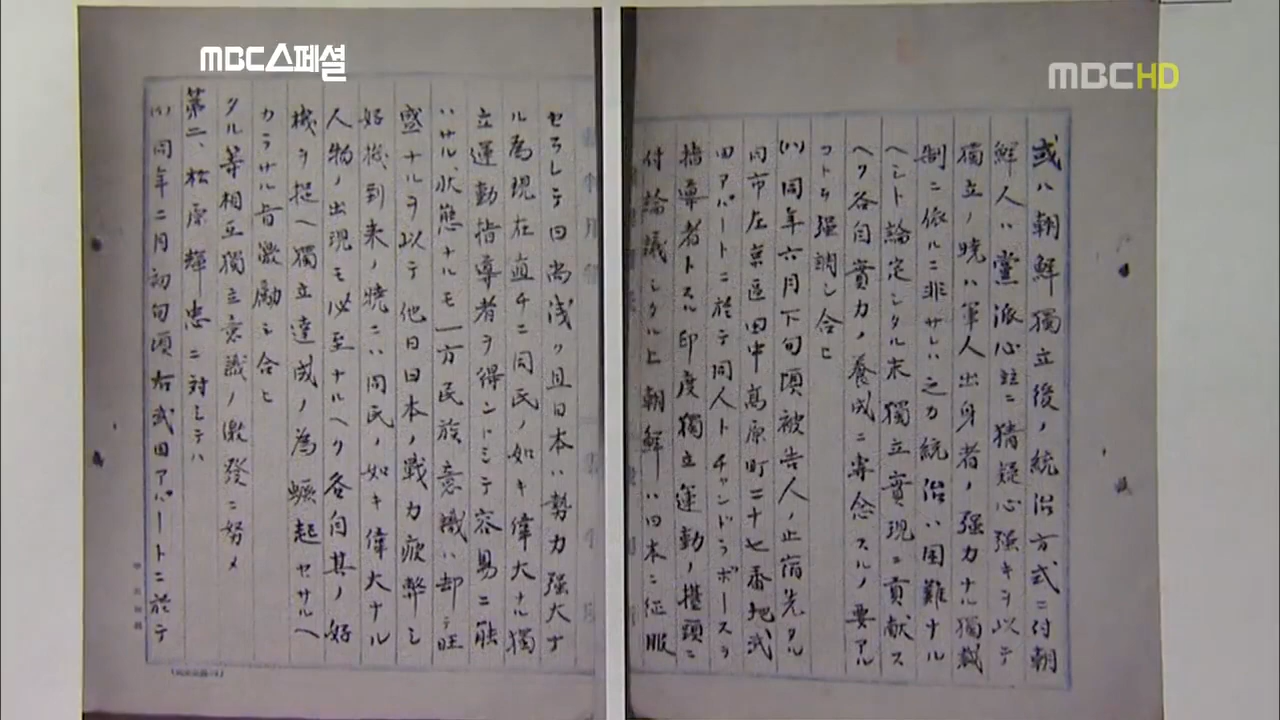 MBC스페셜
MBCHD
或ハ朝鮮獨立後ノ統治方式ニ付朝
鮮人ハ黨派心竝ニ猜疑心強キヲ以テ
獨立ノ曉ハ軍人出身者ノ强力ナル獨裁
制ニ依ルニ非サレハ之カ統治ハ困難ナル
ヘシト論定シタル末獨立實現ニ貢献ス
ヘク各自實力ノ養成ニ專念スルノ要アル
コトヲ强調シ合ヒ
(ハ)同年六月下旬頃被告人ノ止宿先タル
同市左京區田中髙原町二十七番地武
田アパートニ於テ同人トチャンドラボースヲ
指導者トスル印度獨立運動ノ擡頭ニ
付論議シタル上朝鮮ハ日本ニ征服
セラレテ日尚浅ク且日本ハ勢力强大ナ
ル為現在直チニ同民ノ如キ偉大ナル獨
立運動指導者ヲ得ントシテ容易ニ能
ハサル狀態ナルモ一方民族意識ハ却テ旺
盛ナルヲ以テ他日日本ノ戰力疲弊シ
好機到来ノ曉ニハ同民ノ如キ偉大ナル
人物ノ出現モ必至ナルヘク各自其ノ好
機ヲ捉ヘ獨立達成ノ為蹶起セサルヘ
カラサル旨激勵シ合ヒ
タル等相互獨立意識ノ激發ニ努メ
第二、松原輝忠ニ対シテハ
同年二月初旬頃右武田アパートニ於テ